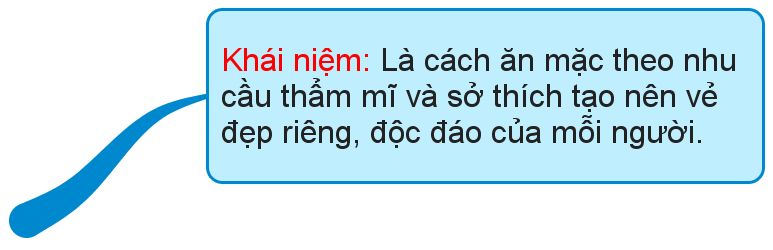 Khái niệm: Là cách ăn mặc theo nhu
cầu thẩm mĩ và sở thích tạo nên vẻ
đẹp riêng, độc đáo của mỗi người.